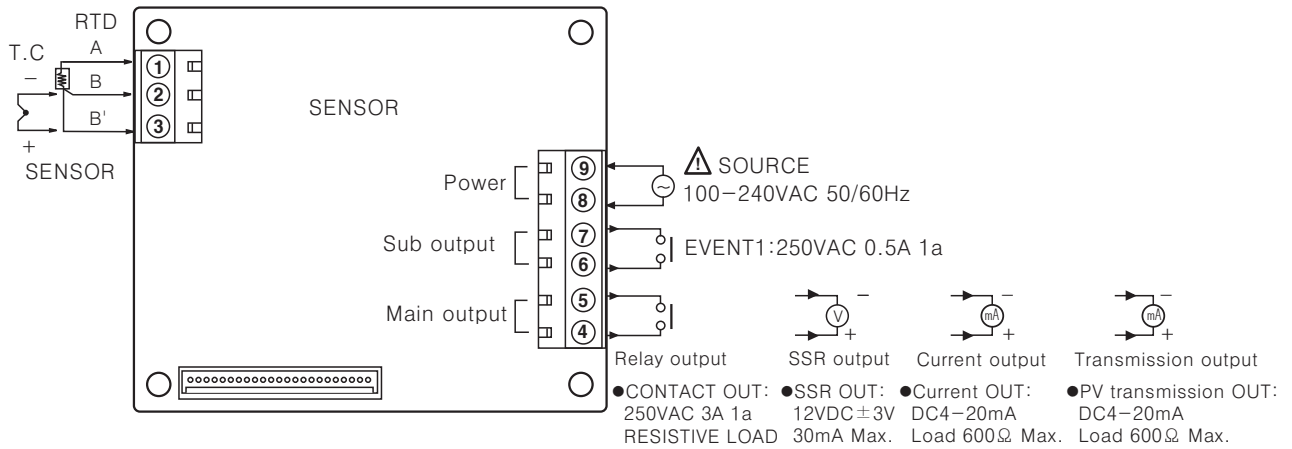 RTD
T.C
A
−
B
B'
+
SENSOR
1
2
3
SENSOR
Power
9
8
~
! SOURCE
100−240VAC 50/60Hz
Sub output
7
6
EVENT1:250VAC 0.5A 1a
Main output
5
4
Relay output
●CONTACT OUT:
250VAC 3A 1a
RESISTIVE LOAD
−
V
+
SSR output
●SSR OUT:
12VDC±3V
30mA Max.
−
mA
+
Current output
●Current OUT:
DC4−20mA
Load 600Ω Max.
−
mA
+
Transmission output
●PV transmission OUT:
DC4−20mA
Load 600Ω Max.